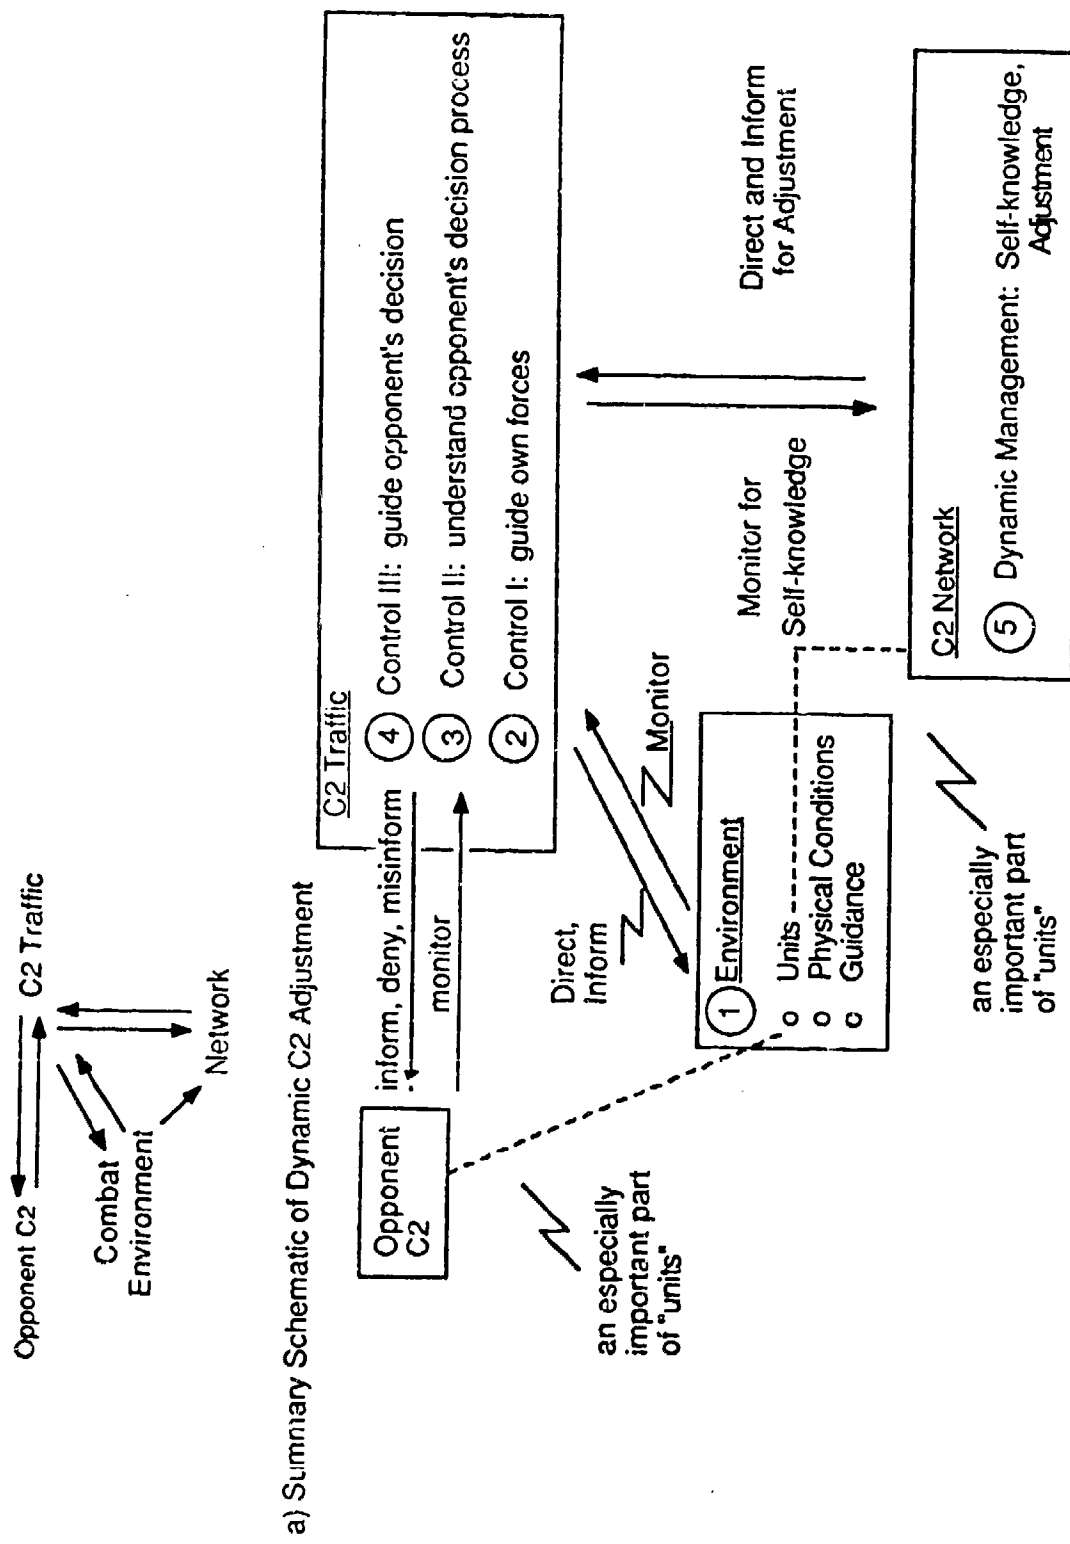 Opponent C2
C2 Traffic
Combat
Environment
Network
a) Summary Schematic of Dynamic C2 Adjustment
Opponent
C2
inform, deny, misinform
monitor
C2 Traffic
4 Control III: guide opponent's decision
3 Control II: understand opponent's decision process
2 Control I: guide own forces
an especially
important part
of "units"
Direct,
Inform
Monitor
1 Environment
o Units
o Physical Conditions
o Guidance
Monitor for
Self-knowledge
Direct and Inform
for Adjustment
an especially
important part
of "units"
C2 Network
5 Dynamic Management: Self-knowledge,
Adjustment